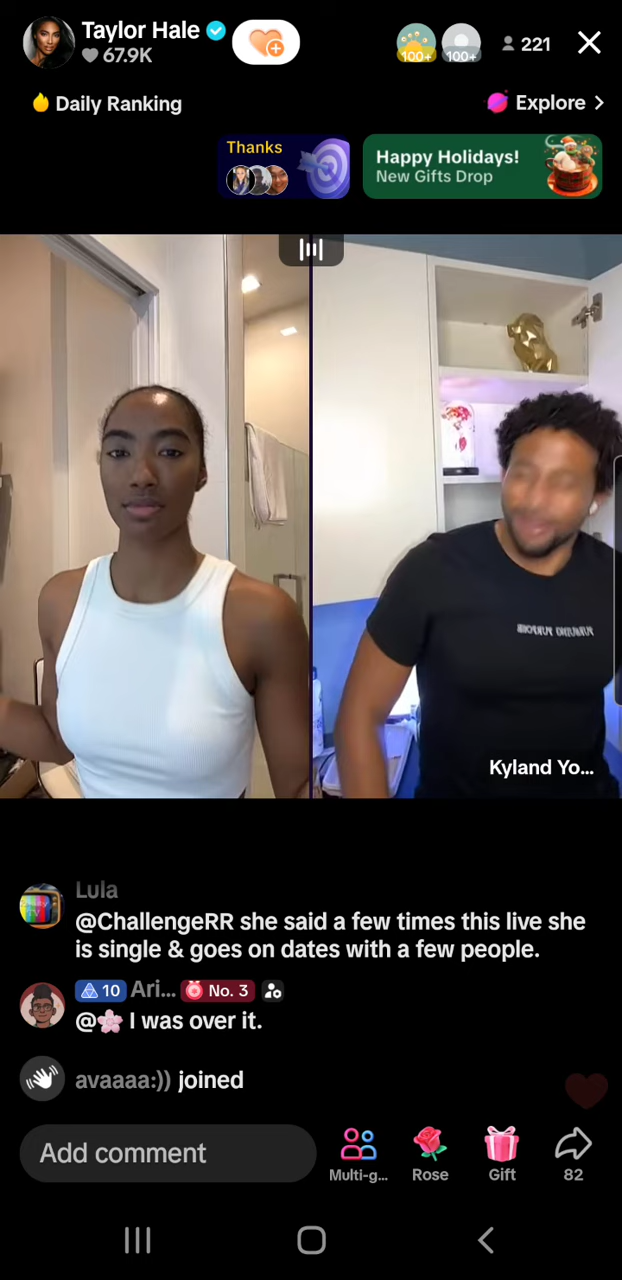 Taylor Hale
67.9K
100+
100+
221
Daily Ranking
Explore
Thanks
Happy Holidays!
New Gifts Drop
Kyland Yo...
Lula
@ChallengeRR she said a few times this live she
is single & goes on dates with a few people.
10 Ari... No. 3
@🌸 I was over it.
avaaaa:)) joined
Add comment
Multi-g...
Rose
Gift
82